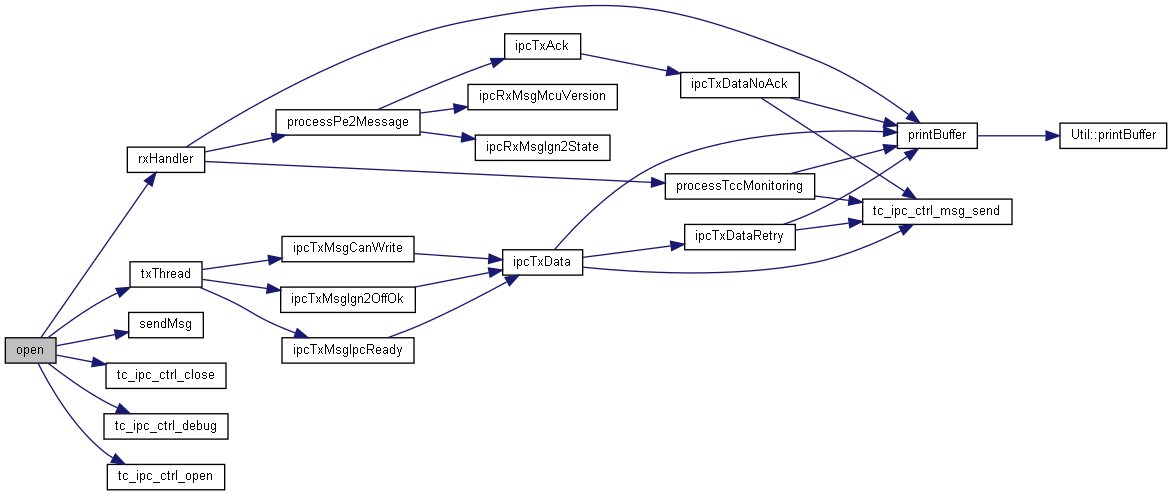 ipcTxAck
ipcTxDataNoAck
ipcRxMsgMcuVersion
processPe2Message
printBuffer
Util::printBuffer
ipcRxMsgIgn2State
rxHandler
processTccMonitoring
tc_ipc_ctrl_msg_send
ipcTxDataRetry
ipcTxMsgCanWrite
ipcTxData
txThread
ipcTxMsgIgn2OffOk
sendMsg
open
ipcTxMsgIpcReady
tc_ipc_ctrl_close
tc_ipc_ctrl_debug
tc_ipc_ctrl_open